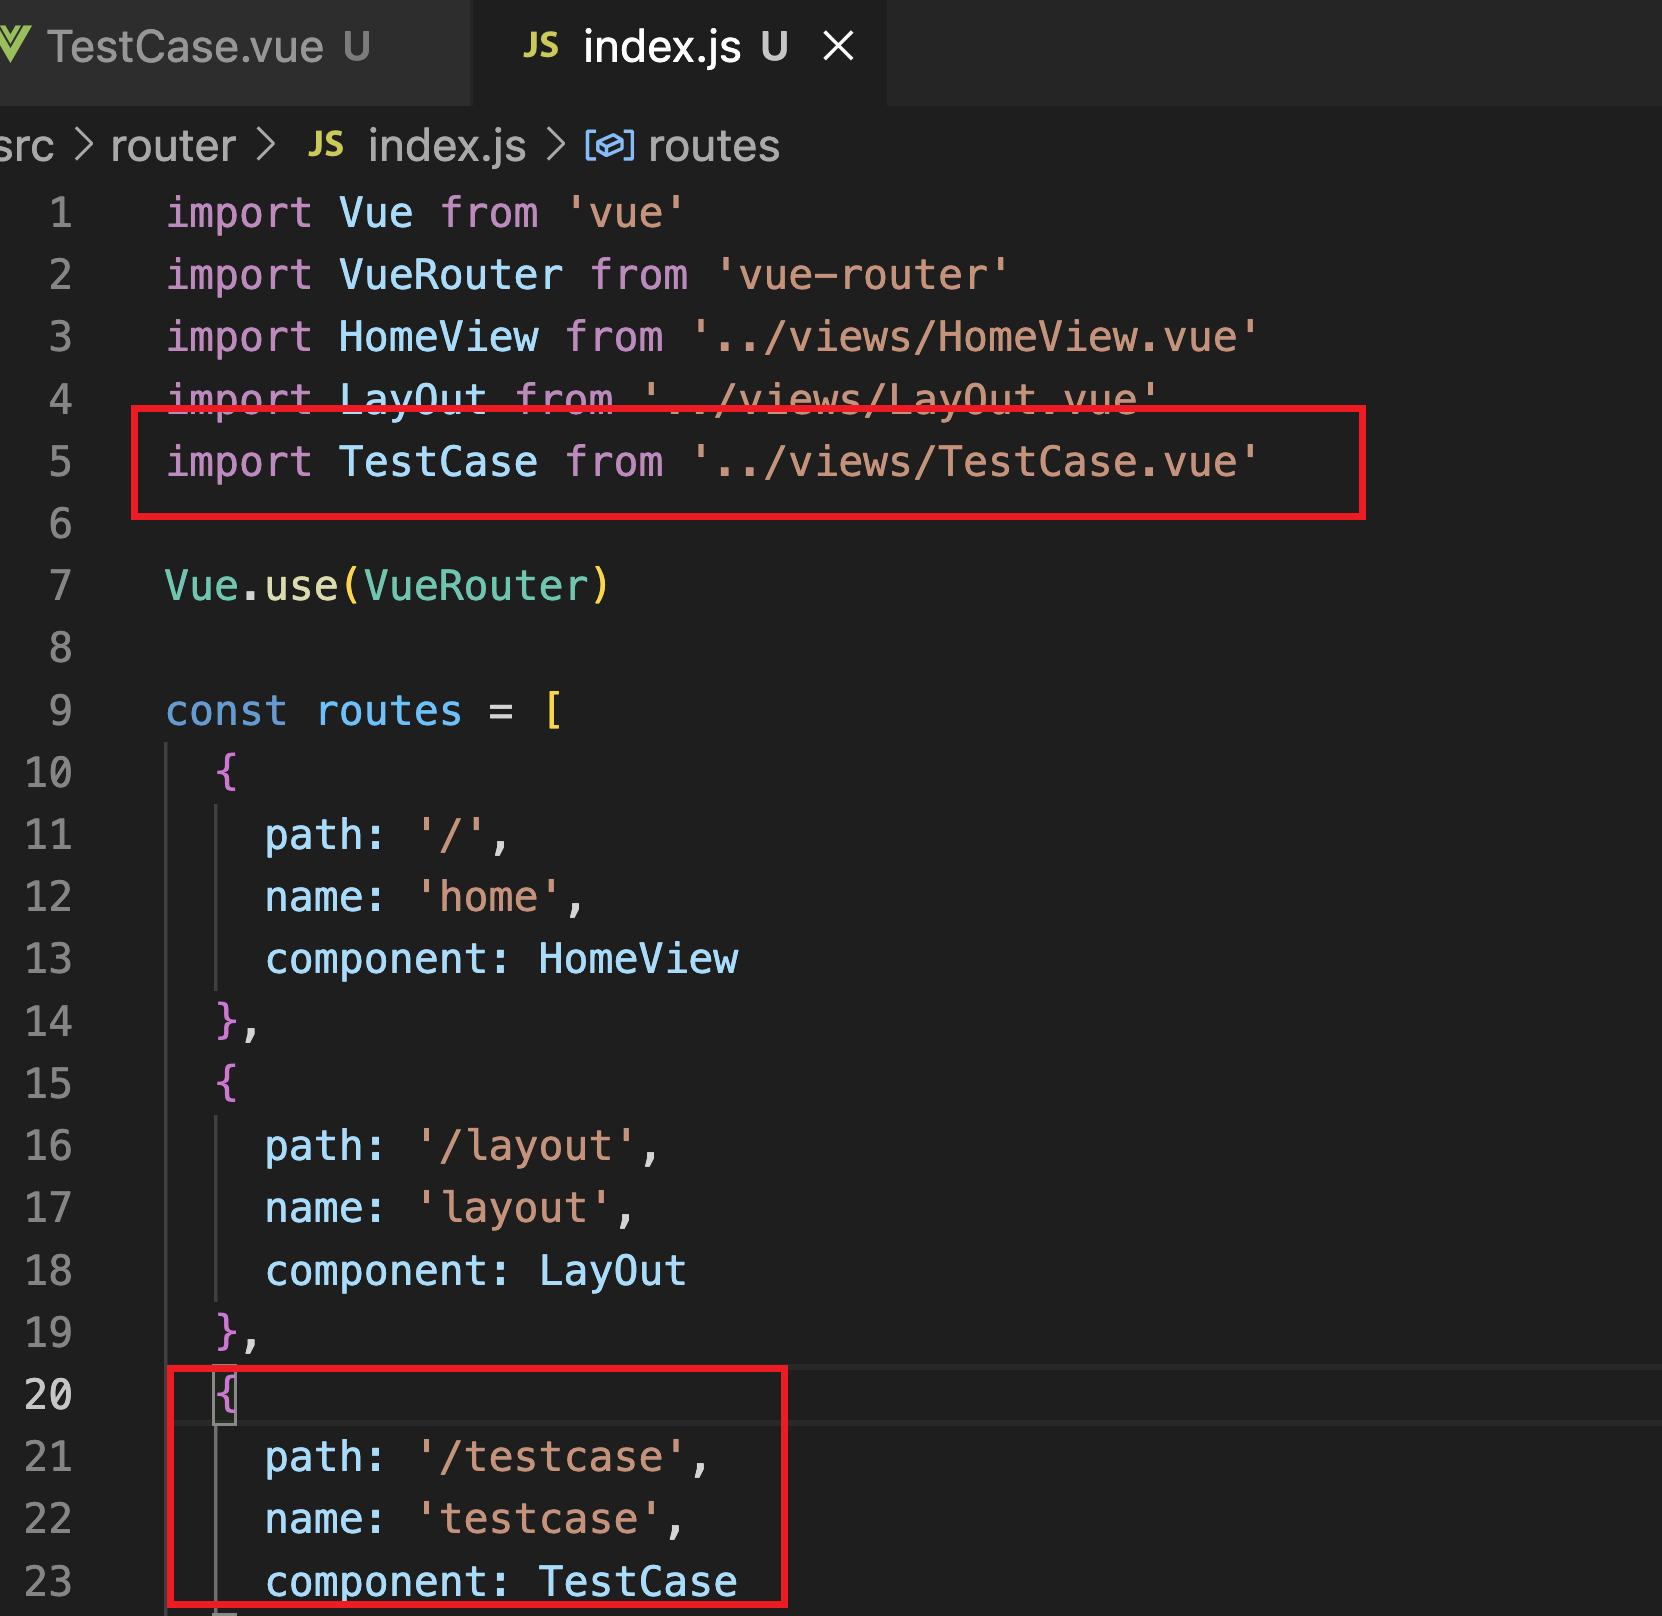 TestCase.vue U
JS index.js U
src > router > JS index.js > routes
1 import Vue from 'vue'
2 import VueRouter from 'vue-router'
3 import HomeView from '../views/HomeView.vue'
4 import LayOut from '../views/LayOut.vue'
5 import TestCase from '../views/TestCase.vue'
6
7 Vue.use(VueRouter)
8
9 const routes = [
10 {
11 path: '/',
12 name: 'home',
13 component: HomeView
14 },
15 {
16 path: '/layout',
17 name: 'layout',
18 component: LayOut
19 },
20 {
21 path: '/testcase',
22 name: 'testcase',
23 component: TestCase